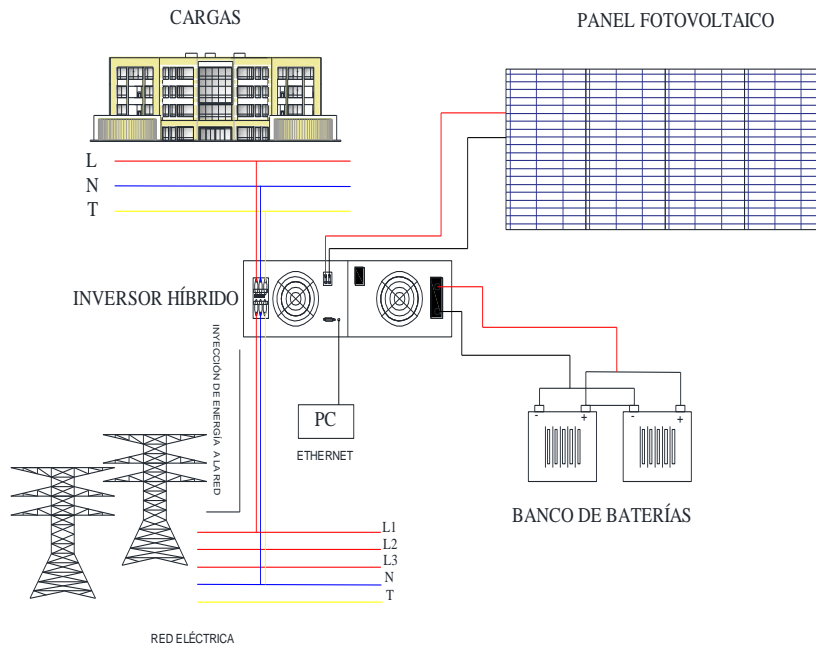 CARGAS
PANEL FOTOVOLTAICO
L
N
T
INVERSOR HÍBRIDO
INYECCIÓN DE ENERGÍA A LA RED
PC
ETHERNET
- + - +
BANCO DE BATERÍAS
L1
L2
L3
N
T
RED ELÉCTRICA